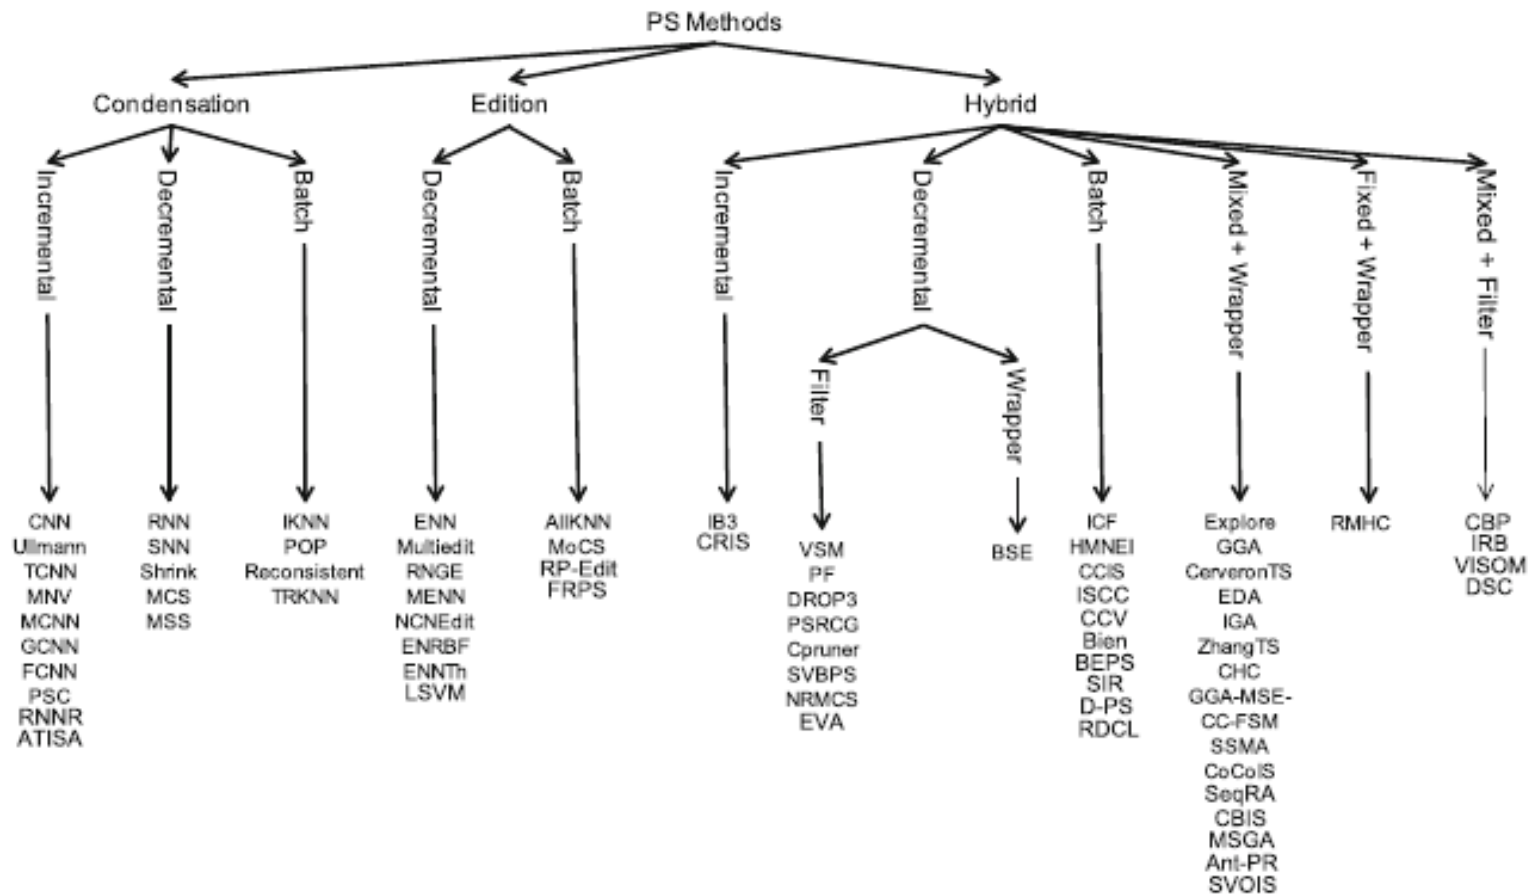 PS Methods
Condensation
Edition
Hybrid
Incremental
Decremental
Batch
Decremental
Batch
Incremental
Decremental
Batch
Mixed + Wrapper
Fixed + Wrapper
Mixed + Filter
Filter
Wrapper
CNN
Ullmann
TCNN
MNV
MCNN
GCNN
FCNN
PSC
RNNR
ATISA
RNN
SNN
Shrink
MCS
MSS
IKNN
POP
Reconsistent
TRKNN
ENN
Multiedit
RNGE
MENN
NCNEdit
ENRBF
ENNTh
LSVM
AllKNN
MoCS
RP-Edit
FRPS
IB3
CRIS
VSM
PF
DROP3
PSRCG
Cpruner
SVBPS
NRMCS
EVA
BSE
ICF
HMNEI
CCIS
ISCC
CCV
Bien
BEPS
SIR
D-PS
RDCL
Explore
GGA
CerveronTS
EDA
IGA
ZhangTS
CHC
GGA-MSE-
CC-FSM
SSMA
CoCoIS
SeqRA
CBIS
MSGA
Ant-PR
SVOIS
RMHC
CBP
IRB
VISOM
DSC